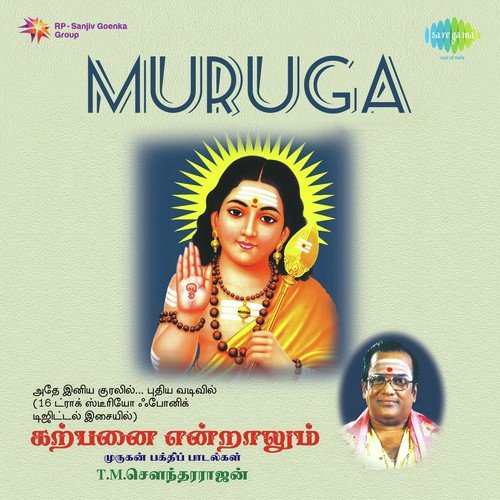 RP-Sanjiv Goenka
Group
saregama
MURUGA
அதே இனிய குரலில்... புதிய வடிவில்
(16 ட்ராக் ஸ்டீரியோ ஃபோனிக்
டிஜிட்டல் இசையில்)
கற்பனை என்றாலும்
முருகன் பக்திப் பாடல்கள்
T.M.சௌந்தரராஜன்